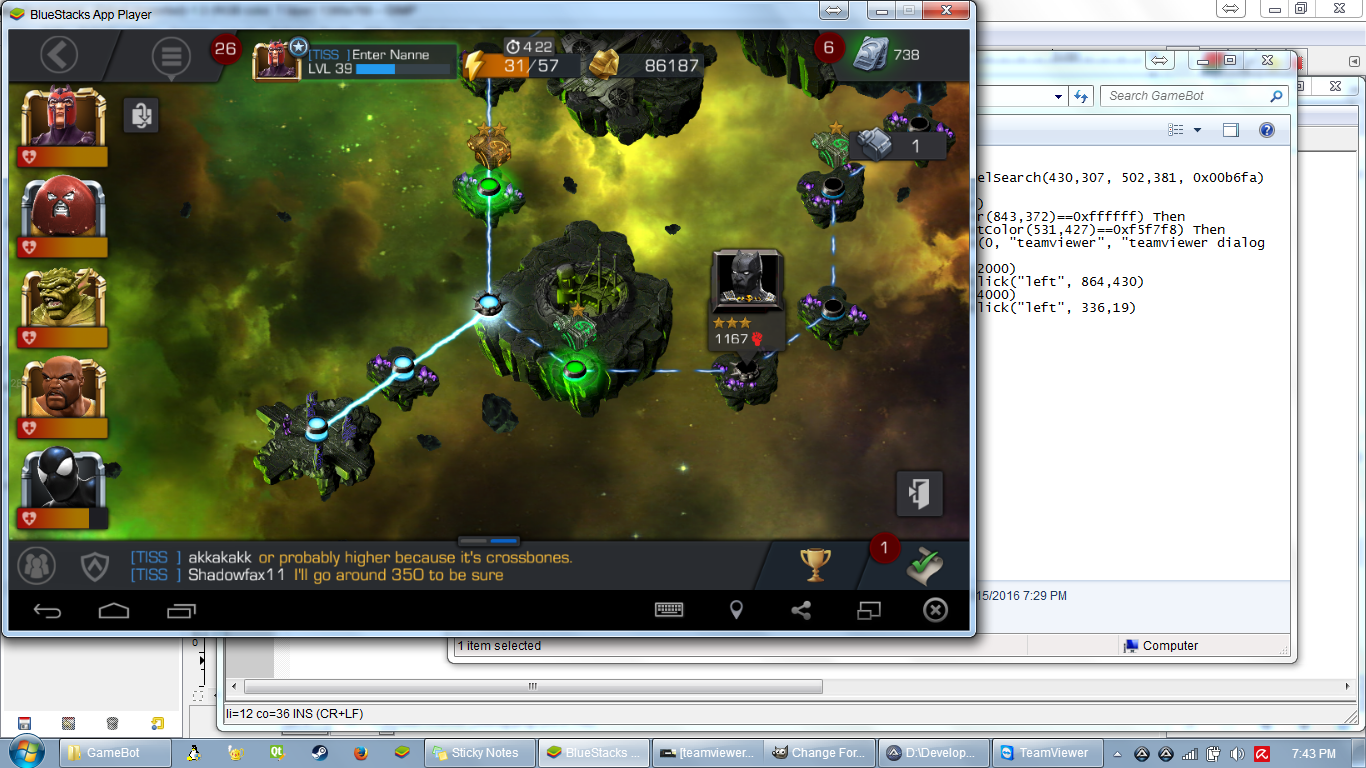 BlueStacks App Player
26
[TISS ] Enter Nanne
LVL 39
4 22
31/57
86187
6
738
1
1167
[TISS ] akkakakk or probably higher because it's crossbones.
[TISS ] Shadowfax11 I'll go around 350 to be sure
1
Search GameBot
elSearch(430,307, 502,381, 0x00b6fa)
)
r(843,372)==0xffffff) Then
tColor(531,427)==0xf5f7f8) Then
(0, "teamviewer", "teamviewer dialog
2000)
lick("left", 864,430)
4000)
lick("left", 336,19)
15/2016 7:29 PM
1 item selected
Computer
0
li=12 co=36 INS (CR+LF)
GameBot
Sticky Notes
BlueStacks ...
[teamviewer...
Change For...
D:\Develop...
TeamViewer
7:43 PM